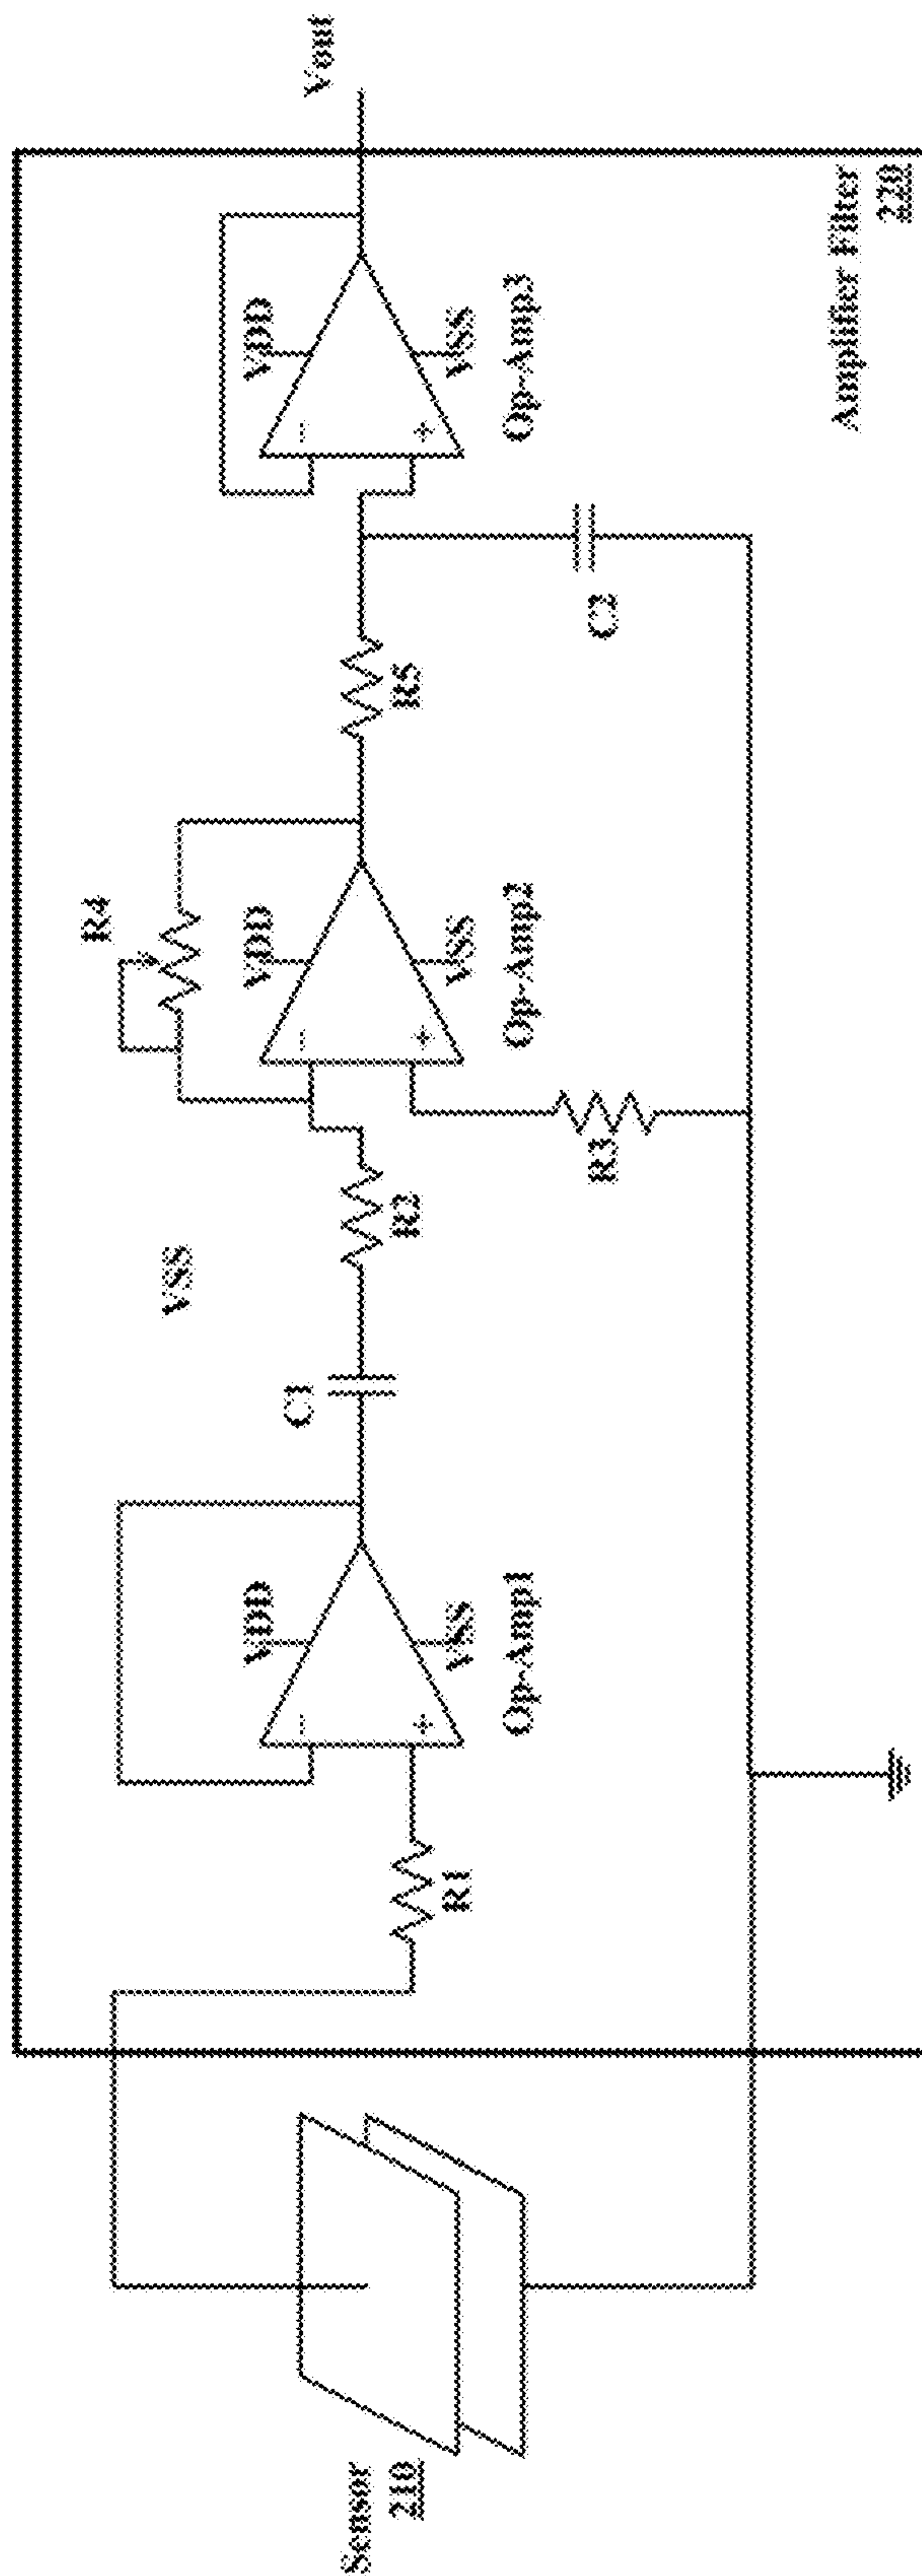 Sensor
210
R1
VDD
VSS
Op-Amp1
C1
VSS
R2
R3
R4
VDD
VSS
Op-Amp2
R5
C2
VDD
VSS
Op-Amp3
Vout
Amplifier Filter
220